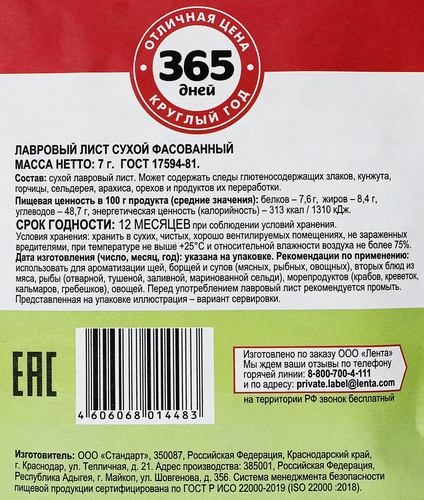 ОТЛИЧНАЯ ЦЕНА
365
дней
КРУГЛЫЙ ГОД
ЛАВРОВЫЙ ЛИСТ СУХОЙ ФАСОВАННЫЙ
МАССА НЕТТО: 7 г. ГОСТ 17594-81.
Состав: сухой лавровый лист. Может содержать следы глютеносодержащих злаков, кунжута,
горчицы, сельдерея, арахиса, орехов и продуктов их переработки.
Пищевая ценность в 100 г продукта (средние значения): белков – 7,6 г, жиров – 8,4 г,
углеводов – 48,7 г, энергетическая ценность (калорийность) – 313 ккал / 1310 кДж.
СРОК ГОДНОСТИ: 12 МЕСЯЦЕВ при соблюдении условий хранения.
Условия хранения: хранить в сухих, чистых, хорошо вентилируемых помещениях, не зараженных
вредителями, при температуре не выше +25°C и относительной влажности воздуха не более 75%.
Дата изготовления (число, месяц, год): указана на упаковке. Рекомендации по применению:
использовать для ароматизации щей, борщей и супов (мясных, рыбных, овощных), вторых блюд из
мяса, рыбы (отварной, тушеной, заливной, маринованной сельди), морепродуктов (крабов, креветок,
кальмаров, гребешков), овощей. Перед употреблением лавровый лист рекомендуется промыть.
Представленная на упаковке иллюстрация – вариант сервировки.
EAC
4 606068 014483
Изготовлено по заказу ООО «Лента»
Мы ждем ваши отзывы по телефону
горячей линии: 8-800-700-4-111
и по адресу: private.label@lenta.com
на территории РФ звонок бесплатный
Изготовитель: ООО «Стандарт», 350087, Российская Федерация, Краснодарский край,
г. Краснодар, ул. Тепличная, д. 21. Адрес производства: 385001, Российская Федерация,
Республика Адыгея, г. Майкоп, ул. Шовгенова, д. 356. Система менеджмента безопасности
пищевой продукции сертифицирована по ГОСТ Р ИСО 22000-2019 (ISO 22000: 2018).